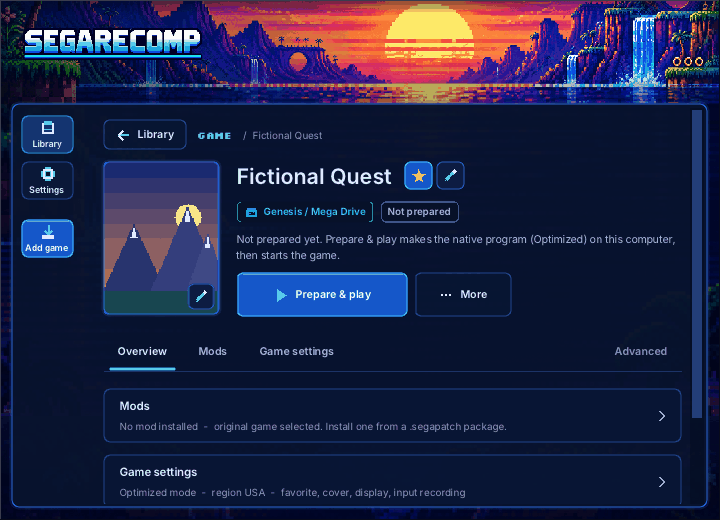 SEGARECOMP
Library
Settings
Add game
Library GAME / Fictional Quest
Fictional Quest
Genesis / Mega Drive Not prepared
Not prepared yet. Prepare & play makes the native program (Optimized) on this computer,
then starts the game.
Prepare & play ... More
Overview Mods Game settings Advanced
Mods
No mod installed - original game selected. Install one from a .segapatch package.
Game settings
Optimized mode - region USA - favorite, cover, display, input recording